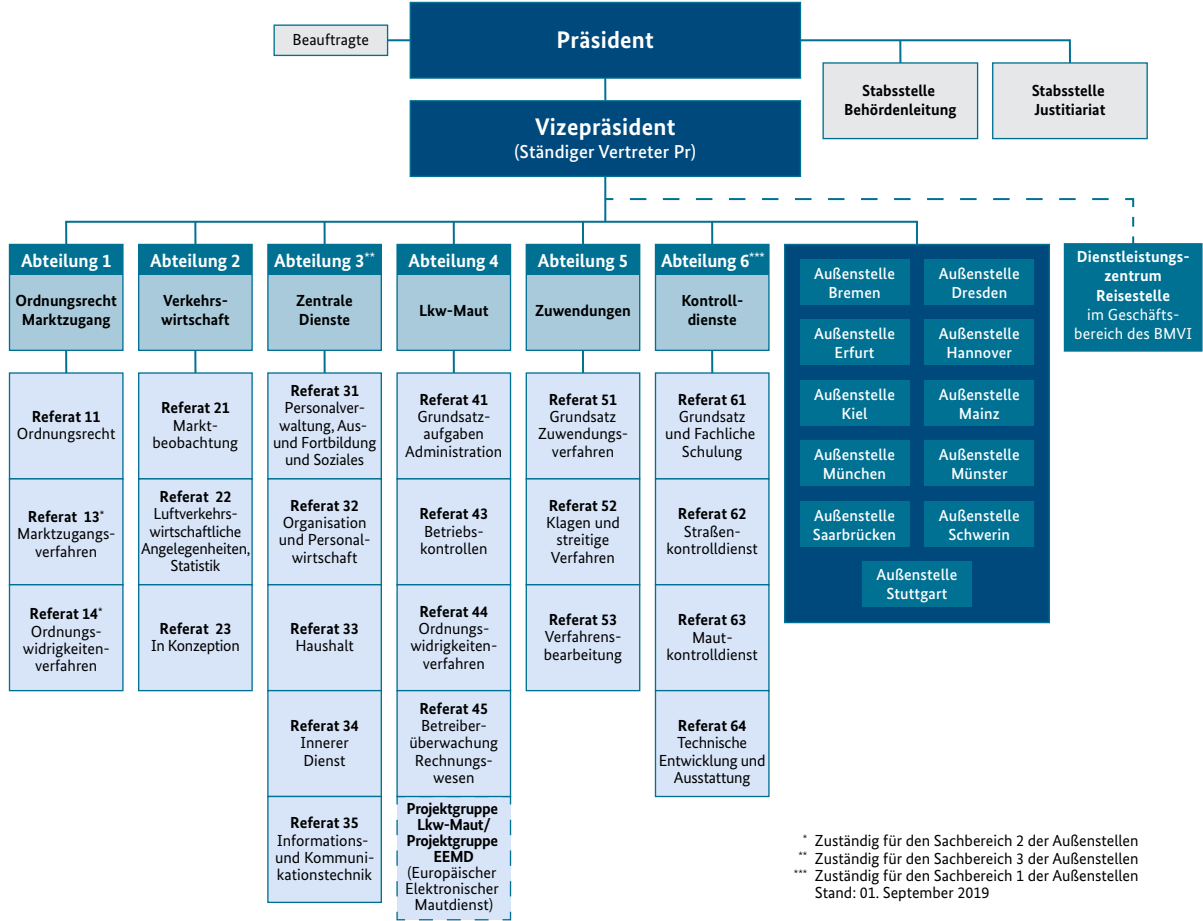 Beauftragte
Präsident
Stabsstelle
Behördenleitung
Stabsstelle
Justitiariat
Vizepräsident
(Ständiger Vertreter Pr)
Abteilung 1
Ordnungsrecht
Marktzugang
Referat 11
Ordnungsrecht
Referat 13*
Marktzugangs-
verfahren
Referat 14*
Ordnungs-
widrigkeiten-
verfahren
Abteilung 2
Verkehrs-
wirtschaft
Referat 21
Markt-
beobachtung
Referat 22
Luftverkehrs-
wirtschaftliche
Angelegenheiten,
Statistik
Referat 23
In Konzeption
Abteilung 3**
Zentrale
Dienste
Referat 31
Personalver-
waltung, Aus-
und Fortbildung
und Soziales
Referat 32
Organisation
und Personal-
wirtschaft
Referat 33
Haushalt
Referat 34
Innerer
Dienst
Referat 35
Informations-
und Kommuni-
kationstechnik
Abteilung 4
Lkw-Maut
Referat 41
Grundsatz-
aufgaben
Administration
Referat 43
Betriebs-
kontrollen
Referat 44
Ordnungs-
widrigkeiten-
verfahren
Referat 45
Betreiber-
überwachung
Rechnungs-
wesen
Projektgruppe
Lkw-Maut/
Projektgruppe
EEMD
(Europäischer
Elektronischer
Mautdienst)
Abteilung 5
Zuwendungen
Referat 51
Grundsatz
Zuwendungs-
verfahren
Referat 52
Klagen und
streitige
Verfahren
Referat 53
Verfahrens-
bearbeitung
Abteilung 6***
Kontroll-
dienste
Referat 61
Grundsatz
und Fachliche
Schulung
Referat 62
Straßen-
kontrolldienst
Referat 63
Maut-
kontrolldienst
Referat 64
Technische
Entwicklung und
Ausstattung
Außenstelle
Bremen
Außenstelle
Dresden
Außenstelle
Erfurt
Außenstelle
Hannover
Außenstelle
Kiel
Außenstelle
Mainz
Außenstelle
München
Außenstelle
Münster
Außenstelle
Saarbrücken
Außenstelle
Schwerin
Außenstelle
Stuttgart
Dienstleistungs-
zentrum
Reisestelle
im Geschäfts-
bereich des BMVI
* Zuständig für den Sachbereich 2 der Außenstellen
** Zuständig für den Sachbereich 3 der Außenstellen
*** Zuständig für den Sachbereich 1 der Außenstellen
Stand: 01. September 2019